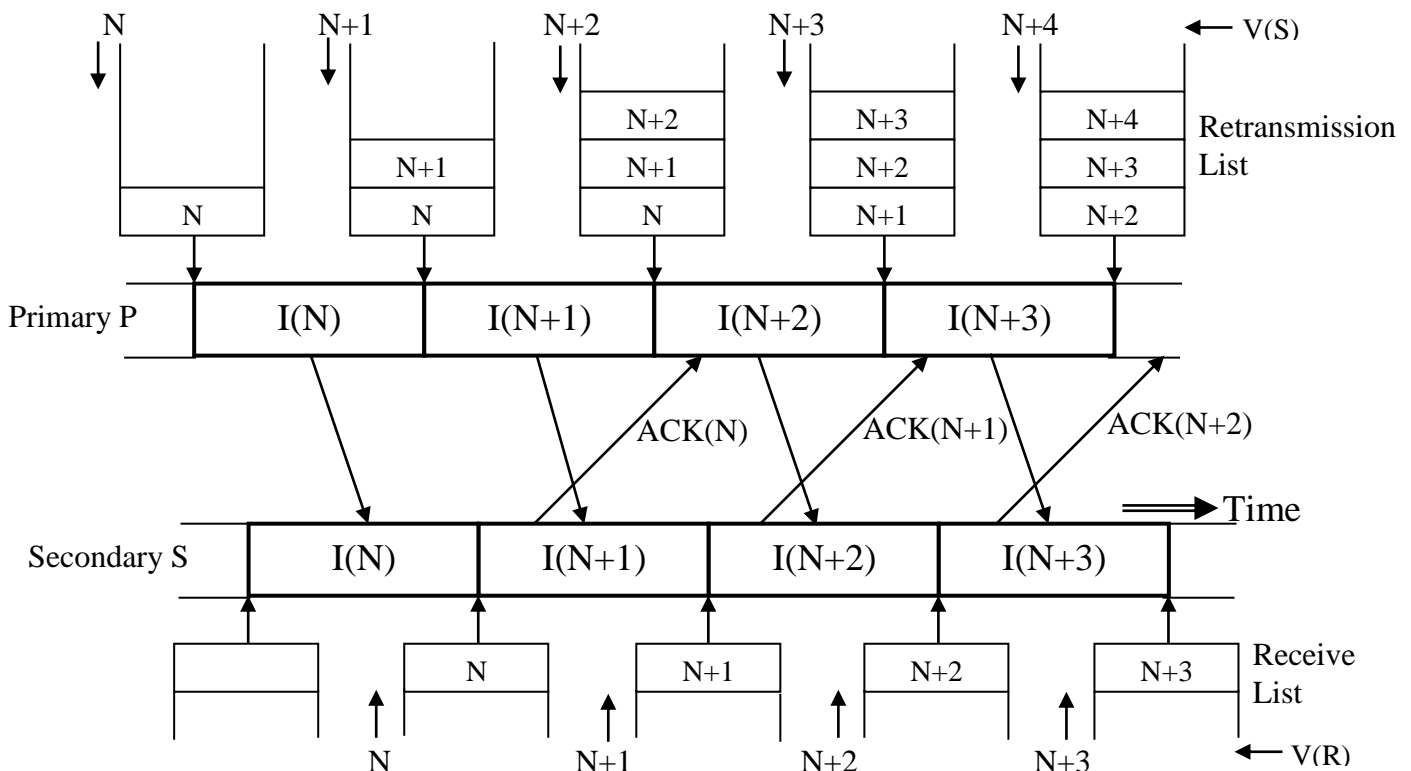 N N+1 N+2 N+3 N+4 V(S)
N+2 N+3 N+4 Retransmission
N+1 N+1 N+2 N+3 List
N N N N+1 N+2
Primary P I(N) I(N+1) I(N+2) I(N+3)
ACK(N) ACK(N+1) ACK(N+2)
Time
Secondary S I(N) I(N+1) I(N+2) I(N+3)
N N+1 N+2 N+3 Receive
List
N N+1 N+2 N+3 V(R)